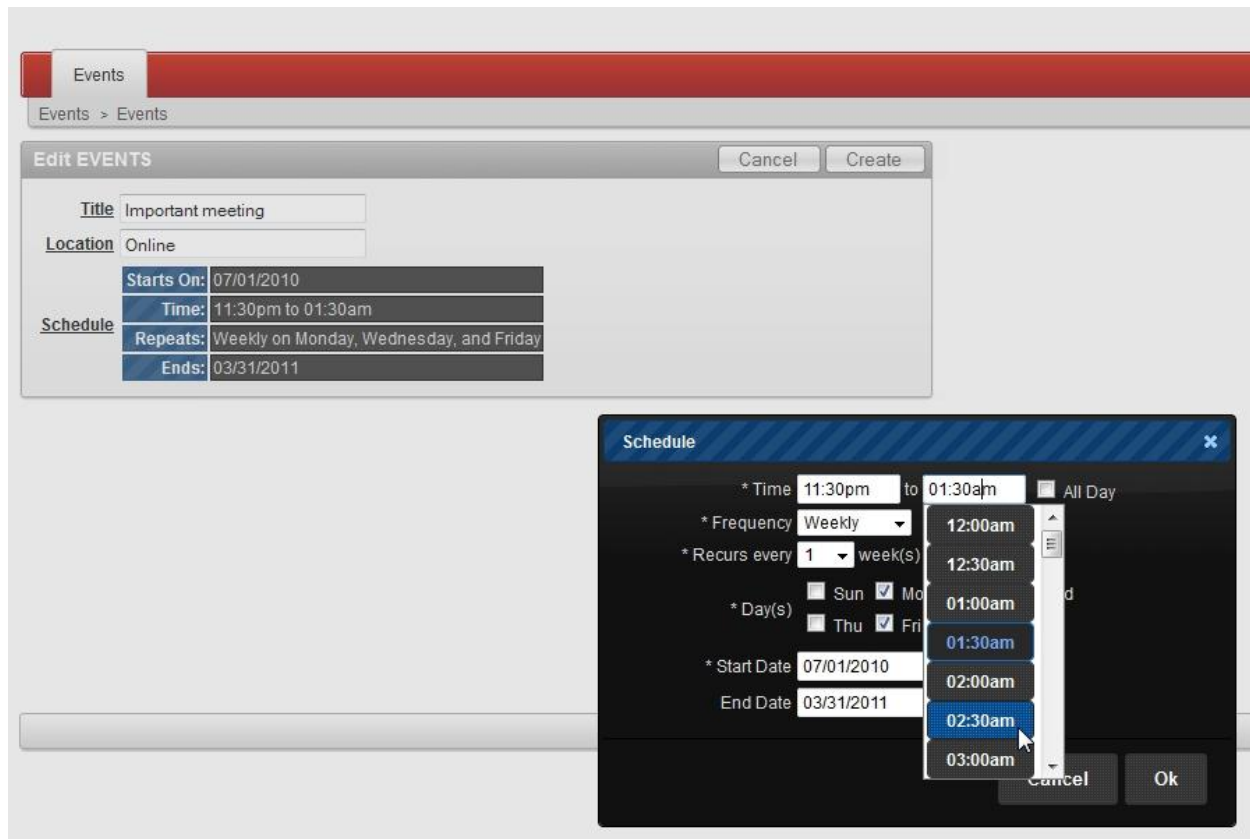 Events
Events > Events
Edit EVENTS Cancel Create
Title Important meeting
Location Online
Schedule
Starts On: 07/01/2010
Time: 11:30pm to 01:30am
Repeats: Weekly on Monday, Wednesday, and Friday
Ends: 03/31/2011
Schedule
* Time 11:30pm to 01:30am All Day
* Frequency Weekly
* Recurs every 1 week(s)
* Day(s)
Sun Mo d
Thu Fri
* Start Date 07/01/2010
End Date 03/31/2011
12:00am
12:30am
01:00am
01:30am
02:00am
02:30am
03:00am
Cancel Ok